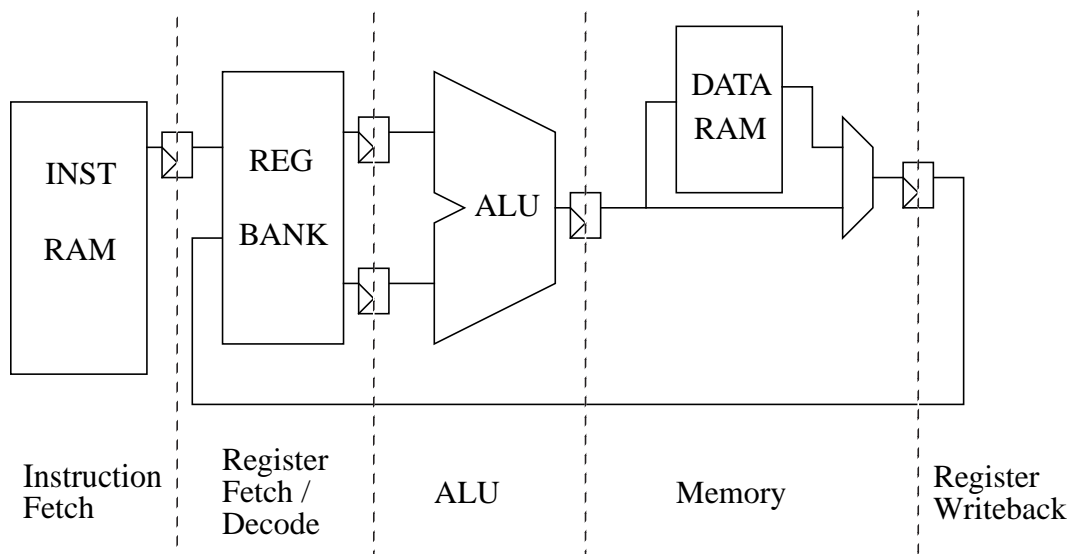 INST
RAM
REG
BANK
ALU
DATA
RAM
Instruction
Fetch
Register
Fetch /
Decode
ALU
Memory
Register
Writeback